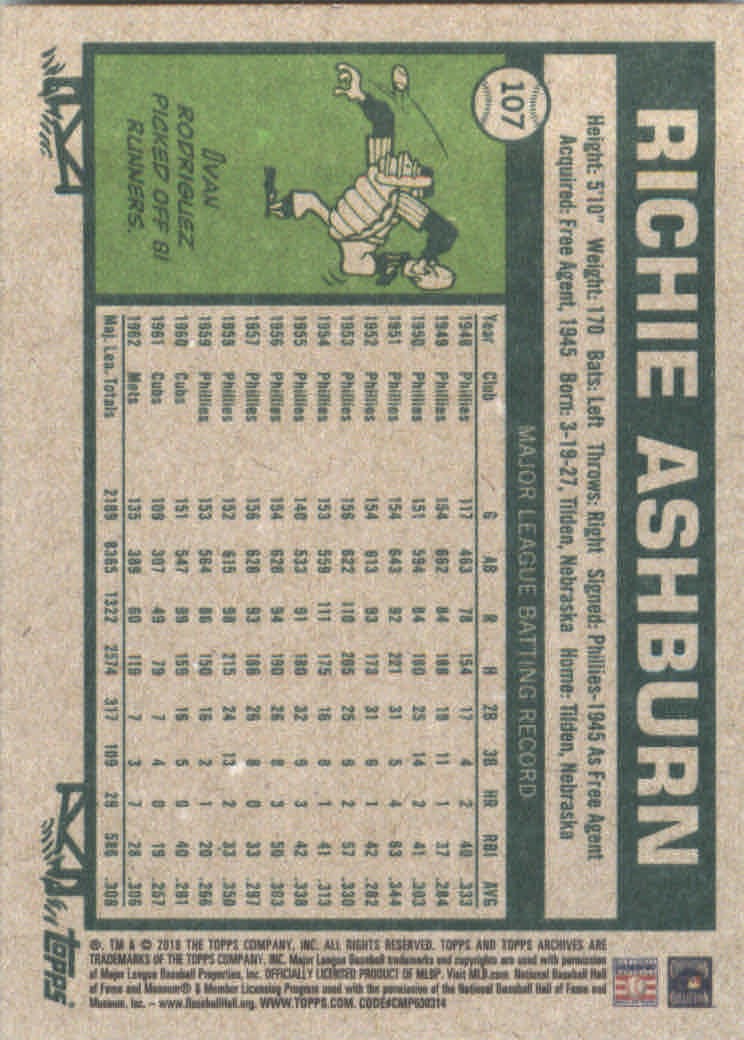 RICHIE ASHBURN
Height: 5'10" Weight: 170 Bats: Left Throws: Right Signed: Phillies-1945 As Free Agent
Acquired: Free Agent, 1945 Born: 3-19-27, Tilden, Nebraska Home: Tilden, Nebraska
107
MAJOR LEAGUE BATTING RECORD
IVAN
RODRIGUEZ
PICKED OFF 81
RUNNERS.
Year Club G AB R H 2B 3B HR RBI AVG
1948 Phillies 117 463 78 154 17 4 2 40 .333
1949 Phillies 154 662 84 188 18 11 1 37 .284
1950 Phillies 151 594 84 180 25 14 2 41 .303
1951 Phillies 154 643 92 221 31 5 4 63 .344
1952 Phillies 154 613 93 173 31 6 1 42 .282
1953 Phillies 156 622 110 205 25 9 2 57 .330
1954 Phillies 153 559 111 175 16 8 1 41 .313
1955 Phillies 140 533 91 180 32 9 3 42 .338
1956 Phillies 154 628 94 190 26 8 3 50 .303
1957 Phillies 156 626 93 186 26 8 0 33 .297
1958 Phillies 152 615 98 215 24 13 2 33 .350
1959 Phillies 153 564 86 150 16 2 1 20 .266
1960 Cubs 151 547 99 159 16 5 0 40 .291
1961 Cubs 109 307 49 79 7 4 0 19 .257
1962 Mets 135 389 60 119 7 3 7 28 .306
Maj. Lea. Totals 2189 8365 1322 2574 317 109 29 586 .308
®, TM & © 2018 THE TOPPS COMPANY, INC. ALL RIGHTS RESERVED. TOPPS AND TOPPS ARCHIVES ARE
TRADEMARKS OF THE TOPPS COMPANY, INC. Major League Baseball trademarks and copyrights are used with permission
of Major League Baseball Properties, Inc. OFFICIALLY LICENSED PRODUCT OF MLBP. Visit MLB.com. National Baseball Hall
of Fame and Museum® & Member Licensing Program used with the permission of the National Baseball Hall of Fame and
Museum, Inc. – www.BaseballHall.org. WWW.TOPPS.COM. CODE#CMP060314
topps